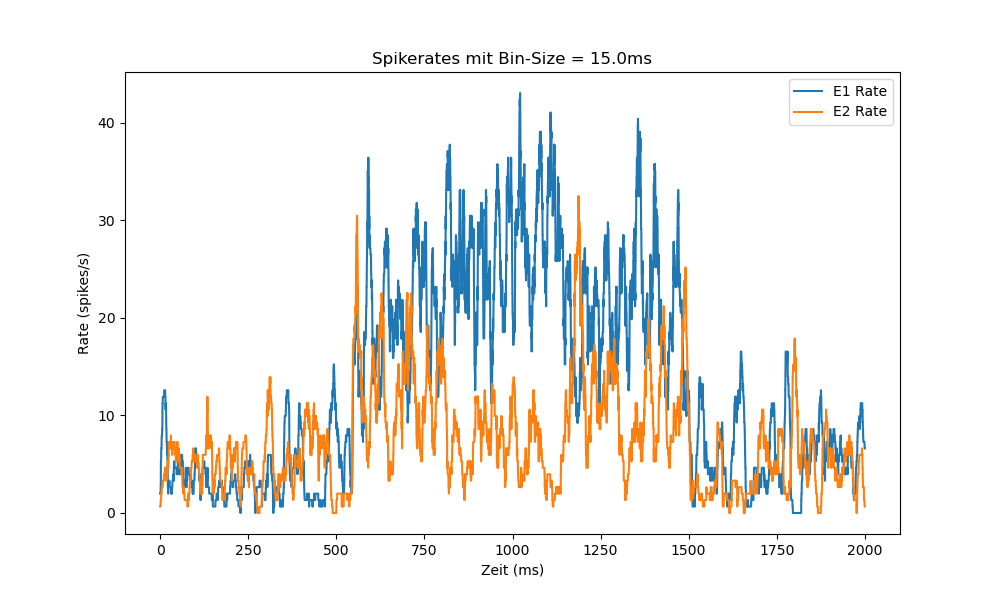 Spikerates mit Bin-Size = 15.0ms
E1 Rate
E2 Rate
Rate (spikes/s)
40
30
20
10
0
0 250 500 750 1000 1250 1500 1750 2000
Zeit (ms)